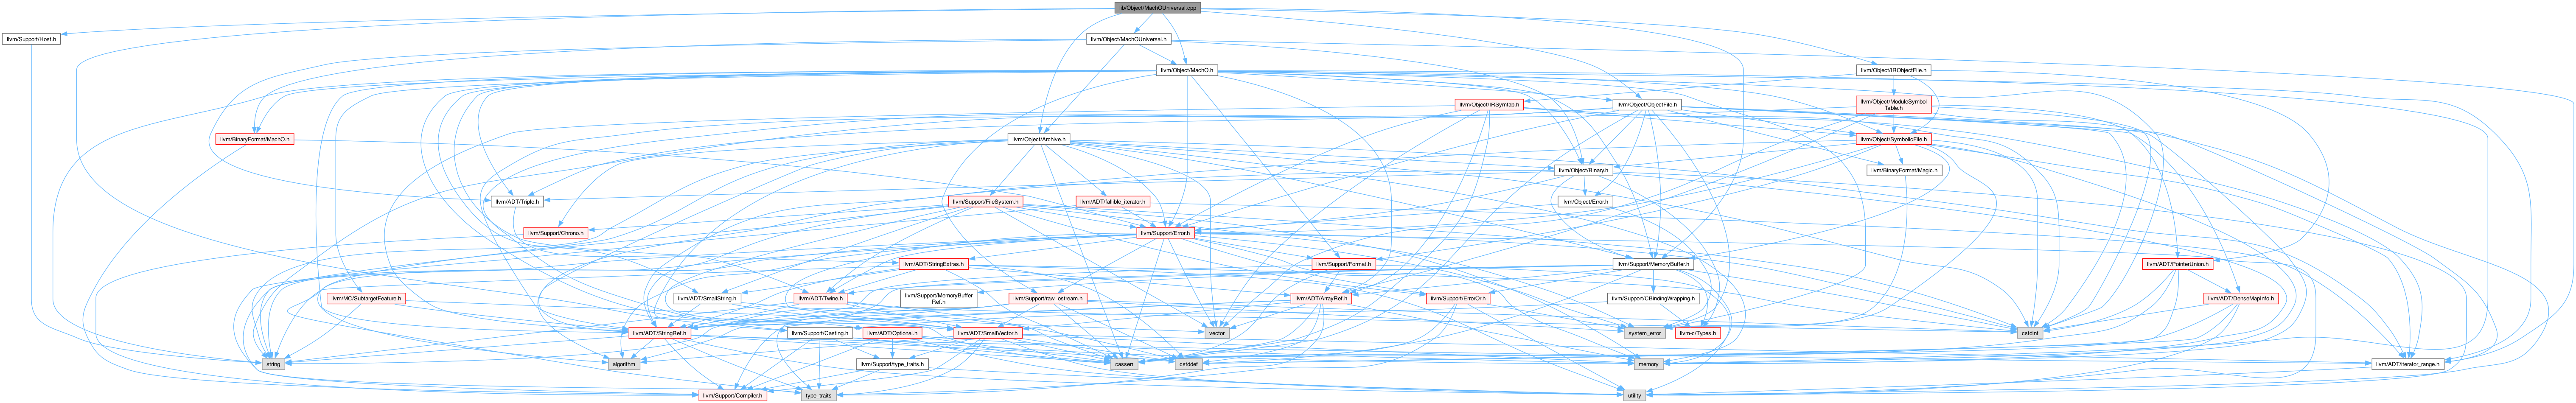 lib/Object/MachOUniversal.cpp
llvm/Support/Host.h
llvm/Object/MachOUniversal.h
llvm/Object/MachO.h
llvm/Object/IRObjectFile.h
llvm/Object/IRSymtab.h
llvm/Object/ObjectFile.h
llvm/Object/ModuleSymbol
Table.h
llvm/BinaryFormat/MachO.h
llvm/Object/Archive.h
llvm/Object/SymbolicFile.h
llvm/Object/Binary.h
llvm/BinaryFormat/Magic.h
llvm/ADT/Triple.h
llvm/Support/FileSystem.h
llvm/ADT/fallible_iterator.h
llvm/Object/Error.h
llvm/Support/Chrono.h
llvm/Support/Error.h
llvm/ADT/StringExtras.h
llvm/Support/Format.h
llvm/Support/MemoryBuffer.h
llvm/ADT/PointerUnion.h
llvm/MC/SubtargetFeature.h
llvm/ADT/SmallString.h
llvm/ADT/Twine.h
llvm/Support/MemoryBuffer
Ref.h
llvm/Support/raw_ostream.h
llvm/ADT/ArrayRef.h
llvm/Support/ErrorOr.h
llvm/Support/CBindingWrapping.h
llvm/ADT/DenseMapInfo.h
llvm/ADT/StringRef.h
llvm/Support/Casting.h
llvm/ADT/Optional.h
llvm/ADT/SmallVector.h
vector
system_error
llvm-c/Types.h
cstdint
string
algorithm
llvm/Support/type_traits.h
cassert
cstddef
memory
llvm/ADT/iterator_range.h
llvm/Support/Compiler.h
type_traits
utility